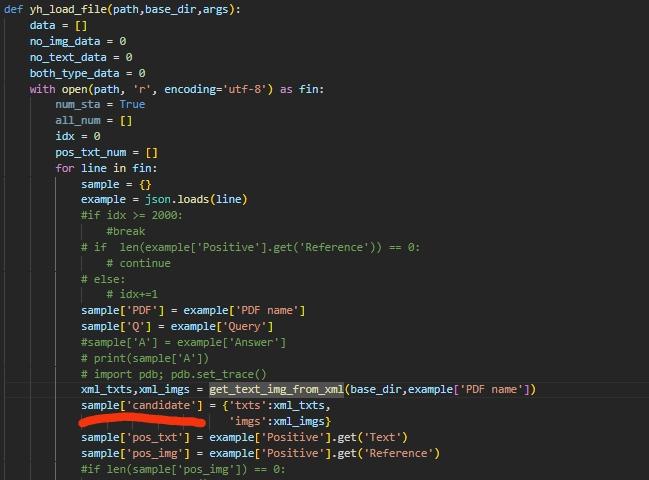 def yh_load_file(path,base_dir,args):
    data = []
    no_img_data = 0
    no_text_data = 0
    both_type_data = 0
    with open(path, 'r', encoding='utf-8') as fin:
        num_sta = True
        all_num = []
        idx = 0
        pos_txt_num = []
        for line in fin:
            sample = {}
            example = json.loads(line)
            #if idx >= 2000:
                #break
            # if  len(example['Positive'].get('Reference')) == 0:
                # continue
            # else:
                # idx+=1
            sample['PDF'] = example['PDF name']
            sample['Q'] = example['Query']
            #sample['A'] = example['Answer']
            # print(sample['A'])
            # import pdb; pdb.set_trace()
            xml_txts,xml_imgs = get_text_img_from_xml(base_dir,example['PDF name'])
            sample['candidate'] = {'txts':xml_txts,
                                   'imgs':xml_imgs}
            sample['pos_txt'] = example['Positive'].get('Text')
            sample['pos_img'] = example['Positive'].get('Reference')
            #if len(sample['pos_img']) == 0: